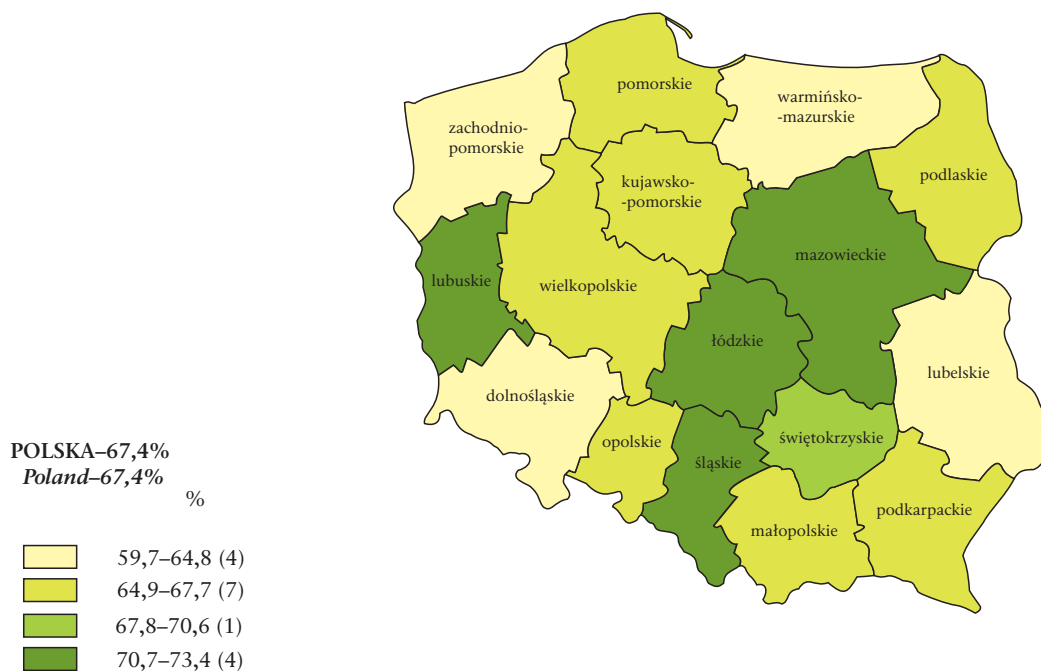 pomorskie
warmińsko-
-mazurskie
zachodnio-
pomorskie
podlaskie
kujawsko-
-pomorskie
mazowieckie
lubuskie
wielkopolskie
łódzkie
lubelskie
dolnośląskie
opolskie
świętokrzyskie
śląskie
podkarpackie
małopolskie
POLSKA–67,4%
Poland–67,4%
%
59,7–64,8 (4)
64,9–67,7 (7)
67,8–70,6 (1)
70,7–73,4 (4)